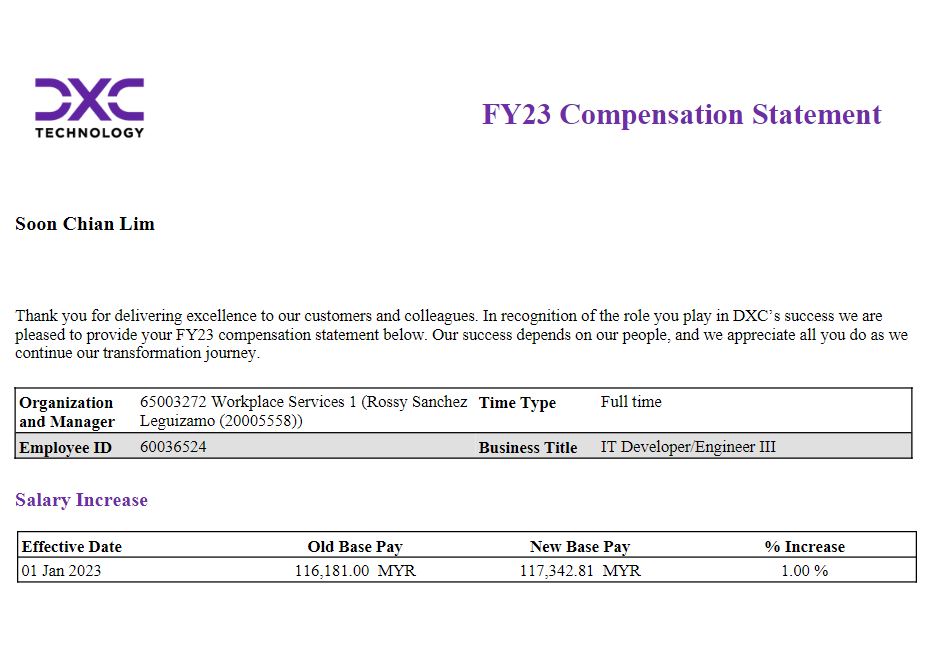 DXC
TECHNOLOGY
FY23 Compensation Statement
Soon Chian Lim
Thank you for delivering excellence to our customers and colleagues. In recognition of the role you play in DXC’s success we are
pleased to provide your FY23 compensation statement below. Our success depends on our people, and we appreciate all you do as we
continue our transformation journey.
Organization and Manager 65003272 Workplace Services 1 (Rossy Sanchez Leguizamo (20005558)) Time Type Full time
Employee ID 60036524 Business Title IT Developer/Engineer III
Salary Increase
Effective Date Old Base Pay New Base Pay % Increase
01 Jan 2023 116,181.00 MYR 117,342.81 MYR 1.00 %